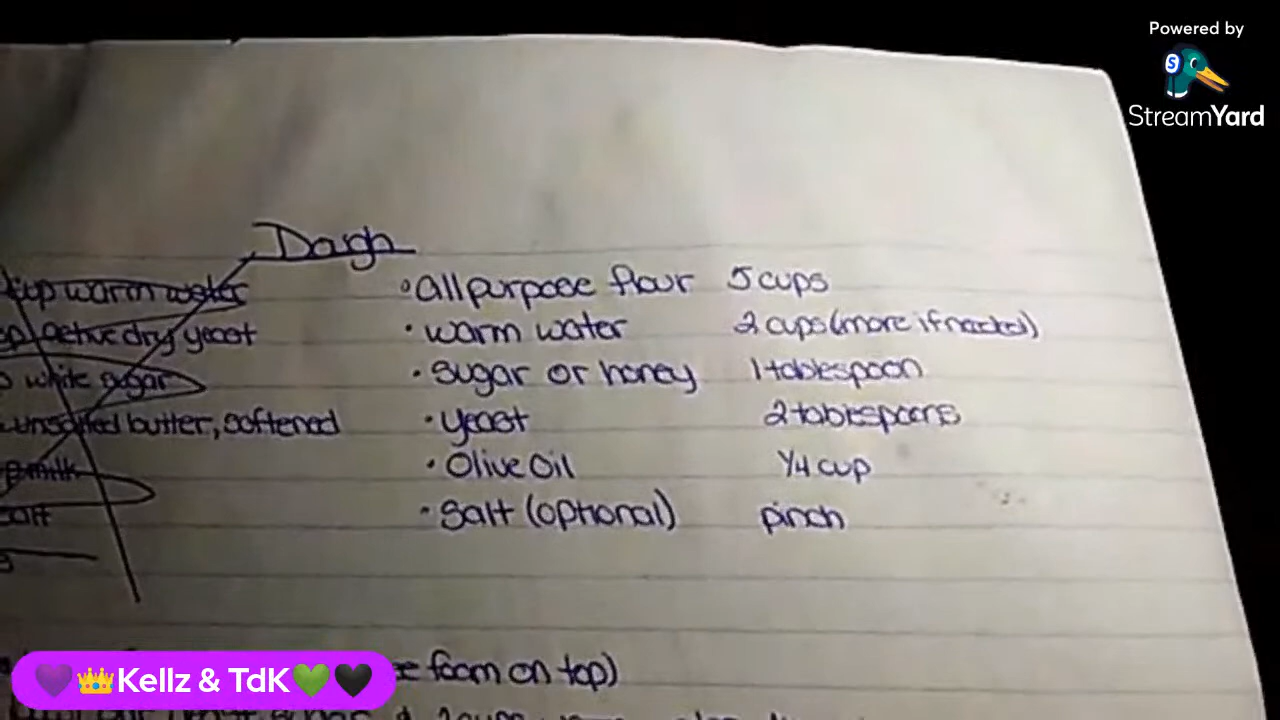 Powered by
StreamYard
Dough
cup warm water
active dry yeast
white sugar
unsalted butter, softened
milk
salt
°all purpose flour 5 cups
• warm water 2 cups (more if needed)
• sugar or honey 1 tablespoon
• yeast 2 tablespoons
• Olive Oil 1/4 cup
• Salt (optional) pinch
foam on top)
💜👑Kellz & TdK💚🖤